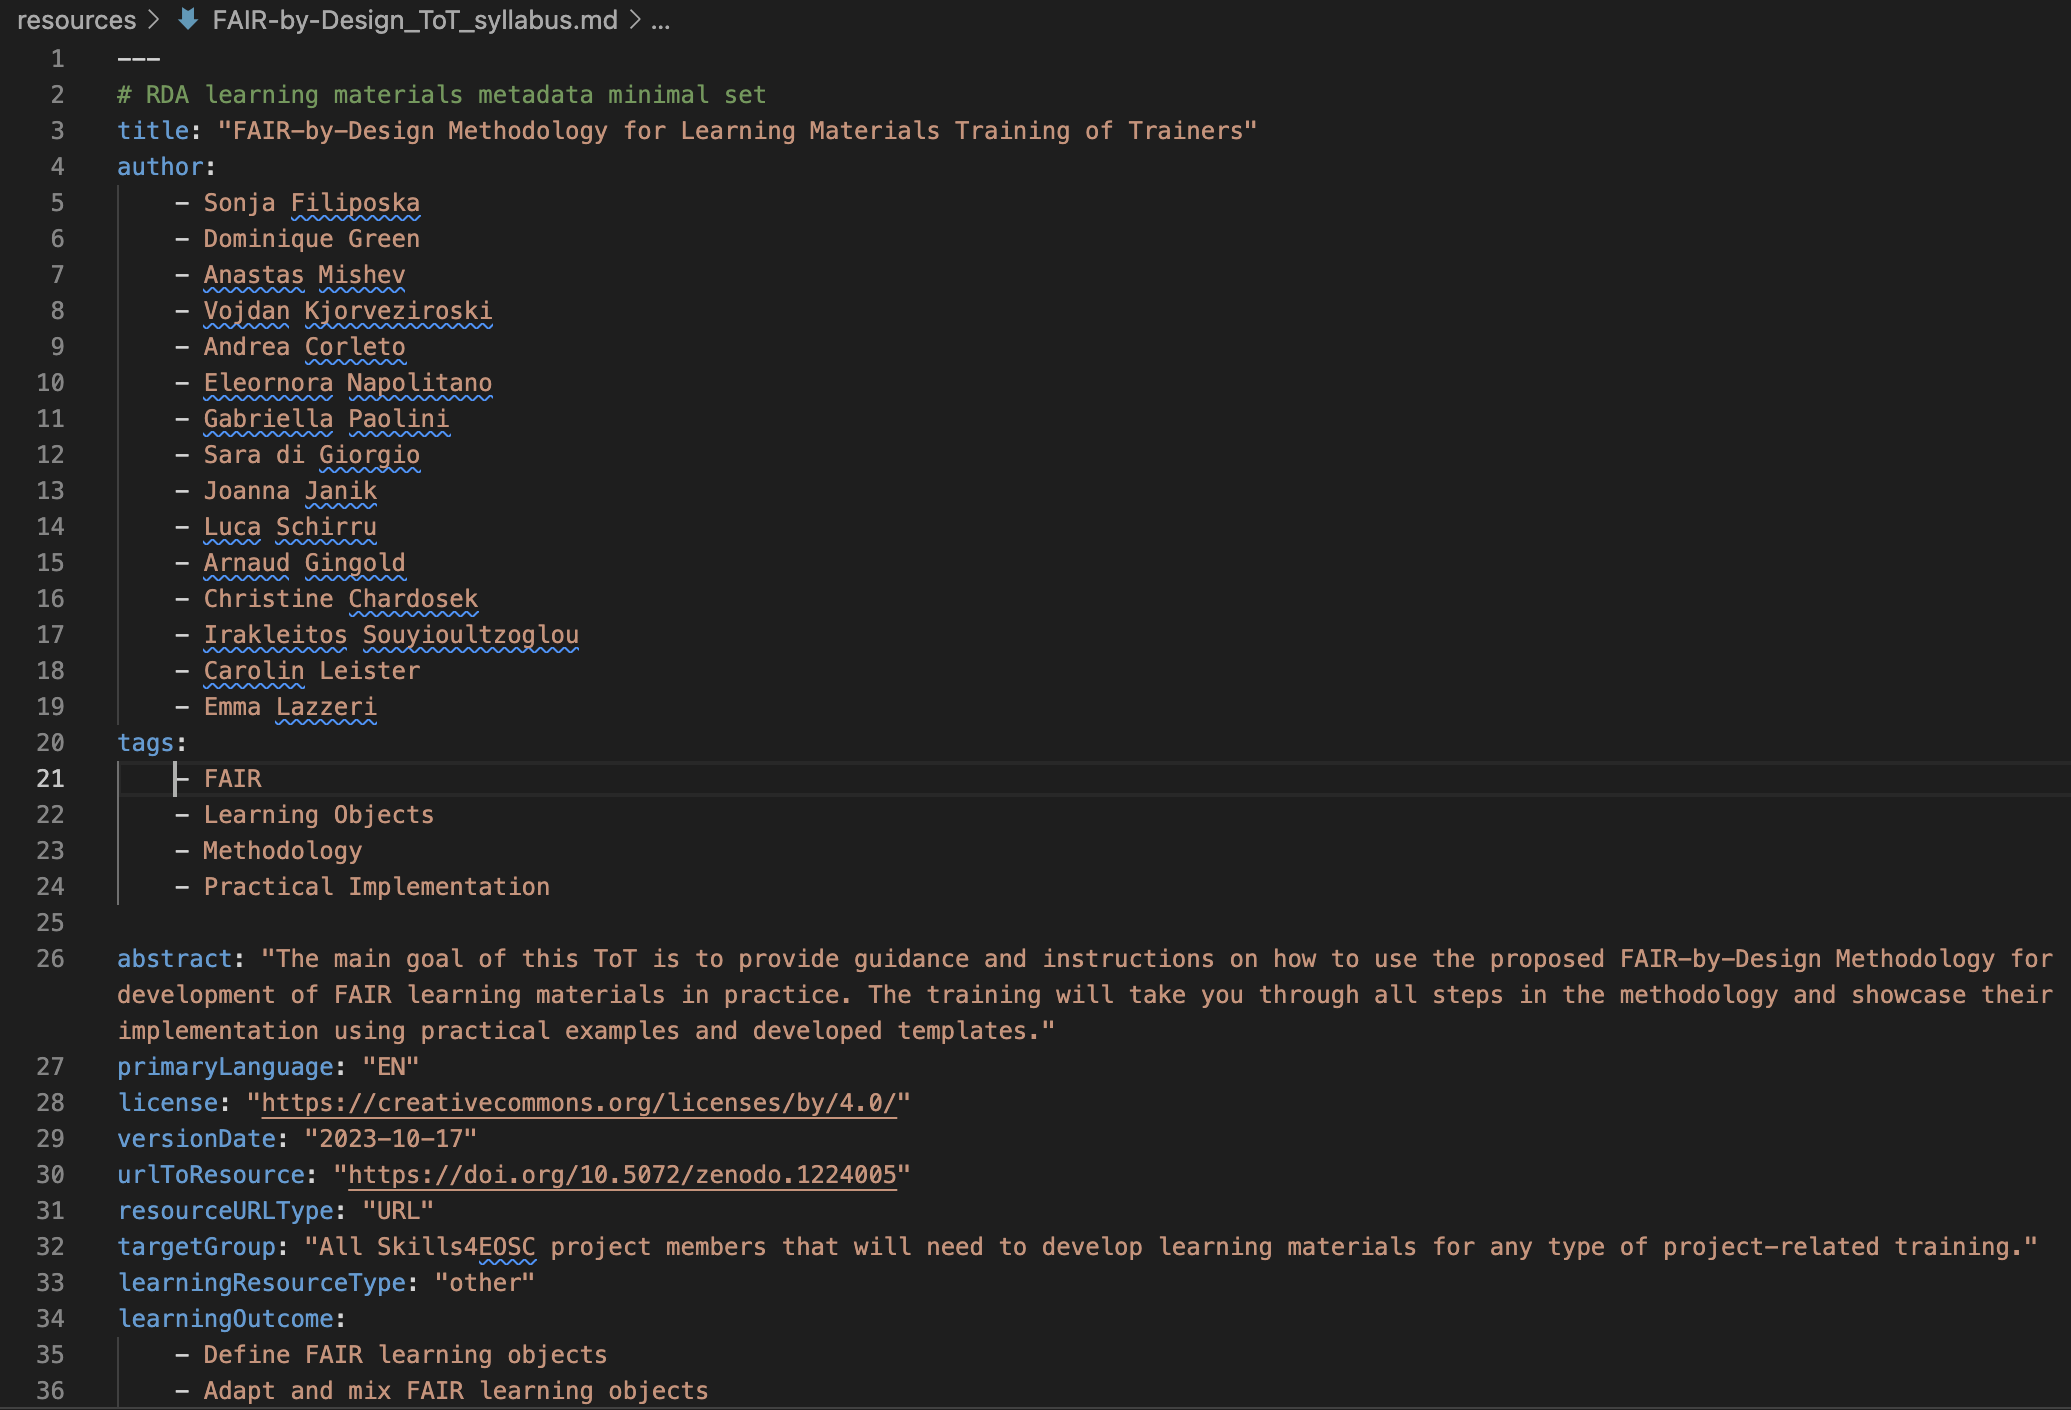 resources > FAIR-by-Design_ToT_syllabus.md > ...
1 ---
2 # RDA learning materials metadata minimal set
3 title: "FAIR-by-Design Methodology for Learning Materials Training of Trainers"
4 author:
5 - Sonja Filiposka
6 - Dominique Green
7 - Anastas Mishev
8 - Vojdan Kjorveziroski
9 - Andrea Corleto
10 - Eleornora Napolitano
11 - Gabriella Paolini
12 - Sara di Giorgio
13 - Joanna Janik
14 - Luca Schirru
15 - Arnaud Gingold
16 - Christine Chardosek
17 - Irakleitos Souyioultzoglou
18 - Carolin Leister
19 - Emma Lazzeri
20 tags:
21 - FAIR
22 - Learning Objects
23 - Methodology
24 - Practical Implementation
25
26 abstract: "The main goal of this ToT is to provide guidance and instructions on how to use the proposed FAIR-by-Design Methodology for
development of FAIR learning materials in practice. The training will take you through all steps in the methodology and showcase their
implementation using practical examples and developed templates."
27 primaryLanguage: "EN"
28 license: "https://creativecommons.org/licenses/by/4.0/"
29 versionDate: "2023-10-17"
30 urlToResource: "https://doi.org/10.5072/zenodo.1224005"
31 resourceURLType: "URL"
32 targetGroup: "All Skills4EOSC project members that will need to develop learning materials for any type of project-related training."
33 learningResourceType: "other"
34 learningOutcome:
35 - Define FAIR learning objects
36 - Adapt and mix FAIR learning objects